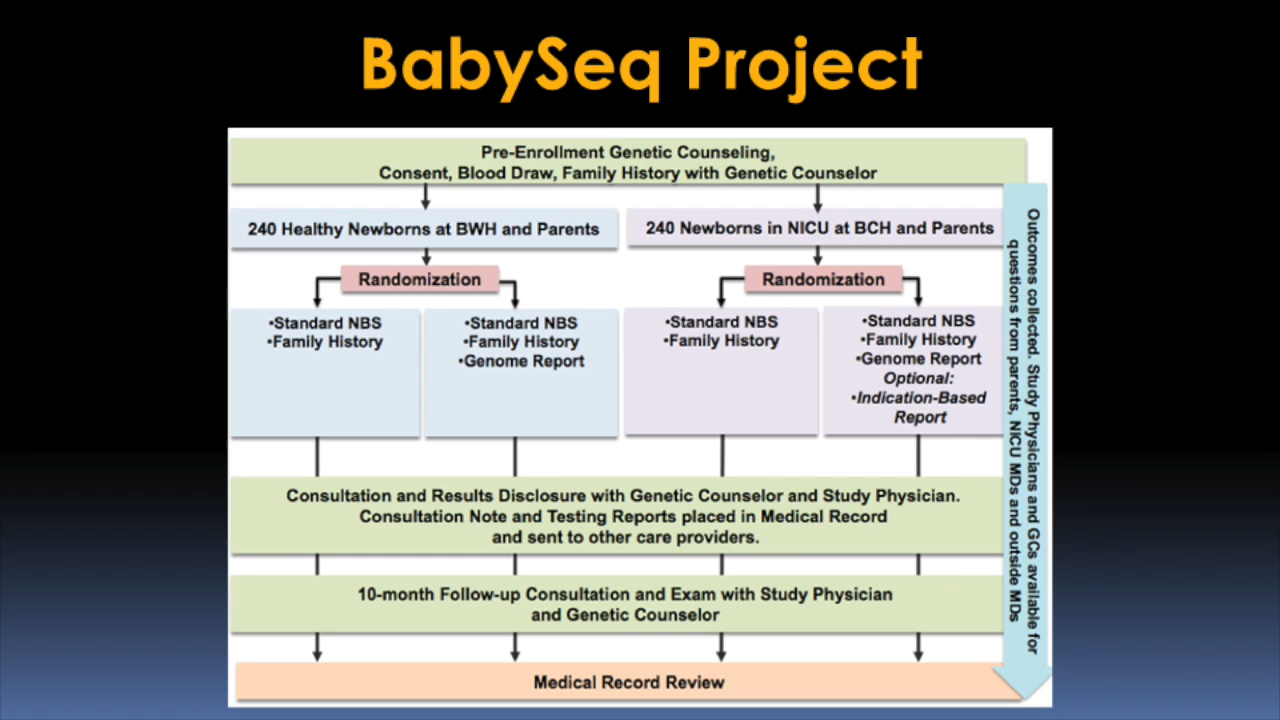 BabySeq Project
Pre-Enrollment Genetic Counseling,
Consent, Blood Draw, Family History with Genetic Counselor
240 Healthy Newborns at BWH and Parents
240 Newborns in NICU at BCH and Parents
Randomization
Randomization
•Standard NBS
•Family History
•Standard NBS
•Family History
•Genome Report
•Standard NBS
•Family History
•Standard NBS
•Family History
•Genome Report
Optional:
•Indication-Based
Report
Consultation and Results Disclosure with Genetic Counselor and Study Physician.
Consultation Note and Testing Reports placed in Medical Record
and sent to other care providers.
10-month Follow-up Consultation and Exam with Study Physician
and Genetic Counselor
Medical Record Review
Outcomes collected. Study Physicians and GCs available for
questions from parents, NICU MDs and outside MDs